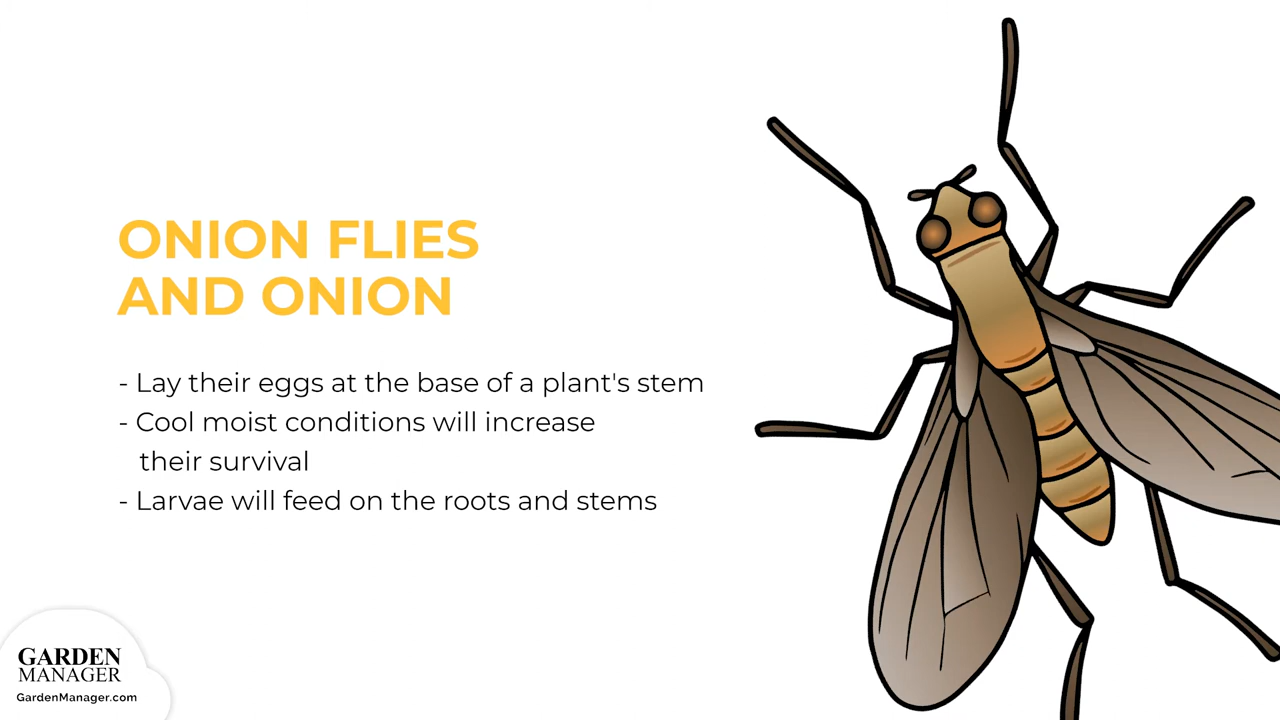 ONION FLIES
AND ONION
- Lay their eggs at the base of a plant's stem
- Cool moist conditions will increase
their survival
- Larvae will feed on the roots and stems
GARDEN
MANAGER
GardenManager.com